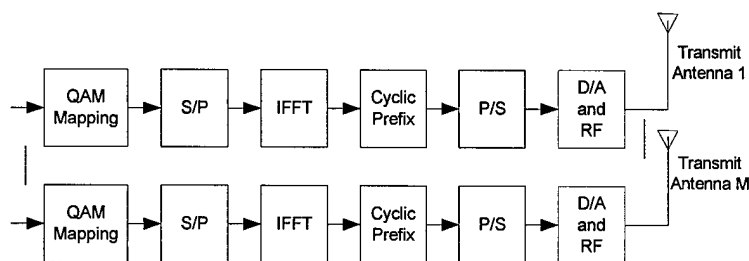 Transmit
Antenna 1
QAM
Mapping
S/P
IFFT
Cyclic
Prefix
P/S
D/A
and
RF
Transmit
Antenna M
QAM
Mapping
S/P
IFFT
Cyclic
Prefix
P/S
D/A
and
RF